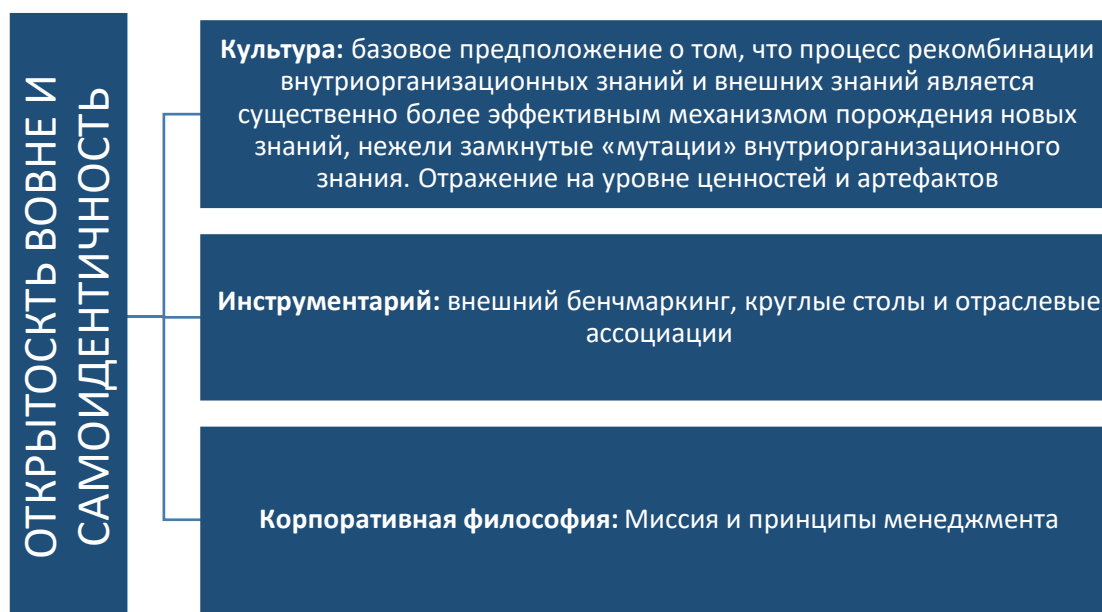 ОТКРЫТОСКТЬ ВОВНЕ И
САМОИДЕНТИЧНОСТЬ
Культура: базовое предположение о том, что процесс рекомбинации
внутриорганизационных знаний и внешних знаний является
существенно более эффективным механизмом порождения новых
знаний, нежели замкнутые «мутации» внутриорганизационного
знания. Отражение на уровне ценностей и артефактов
Инструментарий: внешний бенчмаркинг, круглые столы и отраслевые
ассоциации
Корпоративная философия: Миссия и принципы менеджмента